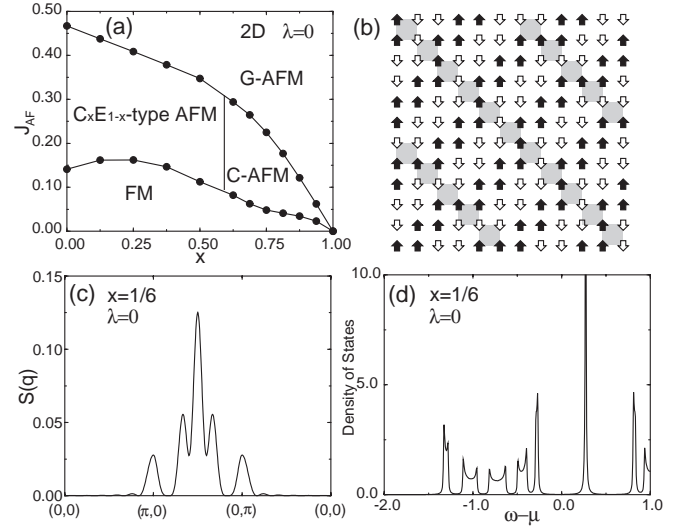 (a)
2D λ=0
G-AFM
CxE1-x-type AFM
C-AFM
FM
J_AF
0.50
0.40
0.30
0.20
0.10
0.00
0.00 0.25 0.50 0.75 1.00
x
(b)
(c)
x=1/6
λ=0
S(q)
0.15
0.10
0.05
0.00
(0,0) (π,0) (0,π) (0,0)
(d)
x=1/6
λ=0
Density of States
10.0
5.0
0.0
-2.0 -1.0 0.0 1.0
ω−μ